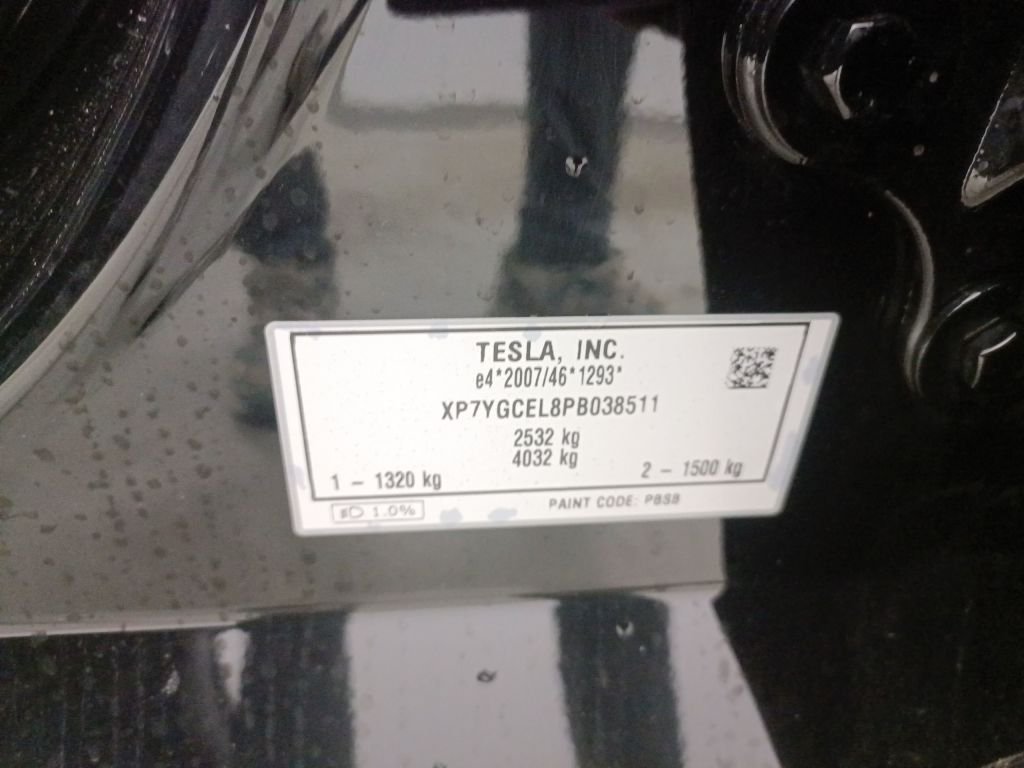 TESLA, INC.
e4*2007/46*1293*
XP7YGCEL8PB038511
2532 kg
4032 kg
1 - 1320 kg
2 - 1500 kg
1.0%
PAINT CODE: PBSB